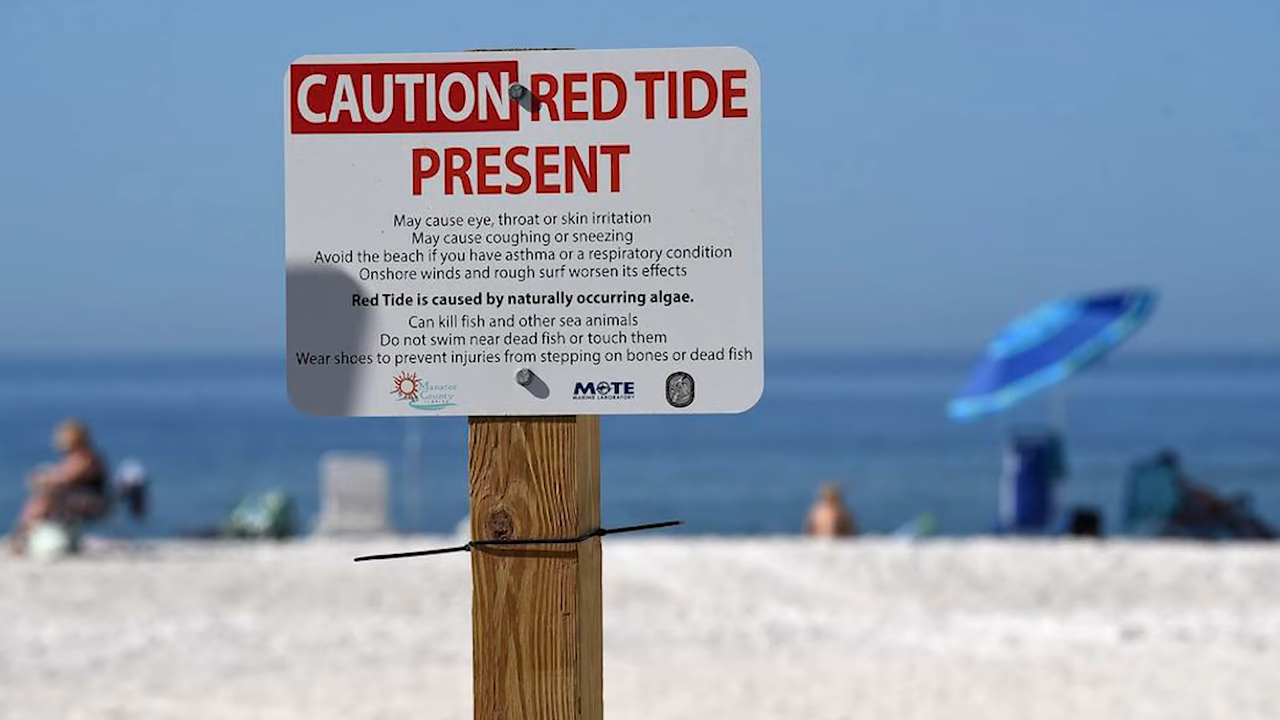 CAUTION RED TIDE
PRESENT
May cause eye, throat or skin irritation
May cause coughing or sneezing
Avoid the beach if you have asthma or a respiratory condition
Onshore winds and rough surf worsen its effects
Red Tide is caused by naturally occurring algae.
Can kill fish and other sea animals
Do not swim near dead fish or touch them
Wear shoes to prevent injuries from stepping on bones or dead fish
Manatee
County
FLORIDA
MOTE
MARINE LABORATORY